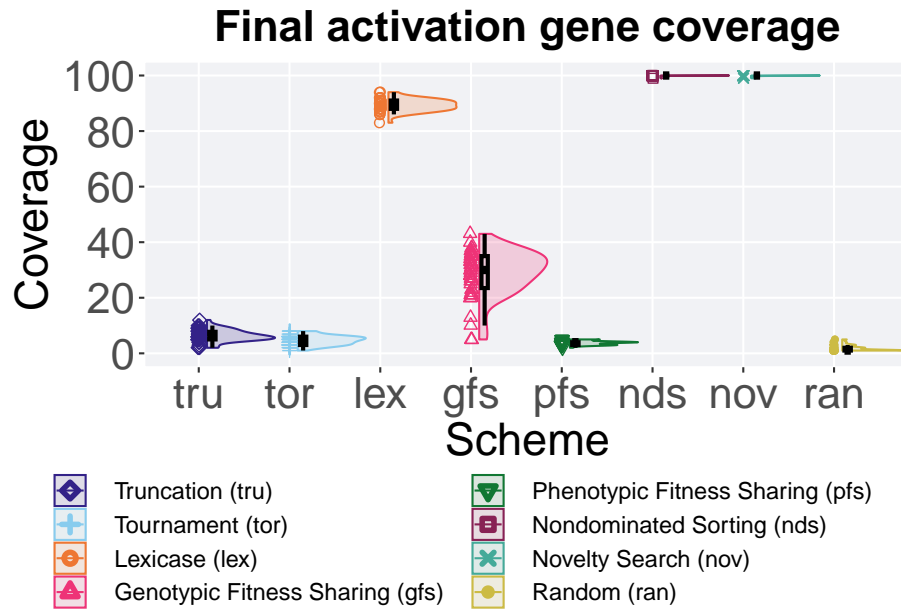 Final activation gene coverage
Coverage
100
80
60
40
20
0
tru tor lex gfs pfs nds nov ran
Scheme
Truncation (tru)
Tournament (tor)
Lexicase (lex)
Genotypic Fitness Sharing (gfs)
Phenotypic Fitness Sharing (pfs)
Nondominated Sorting (nds)
Novelty Search (nov)
Random (ran)